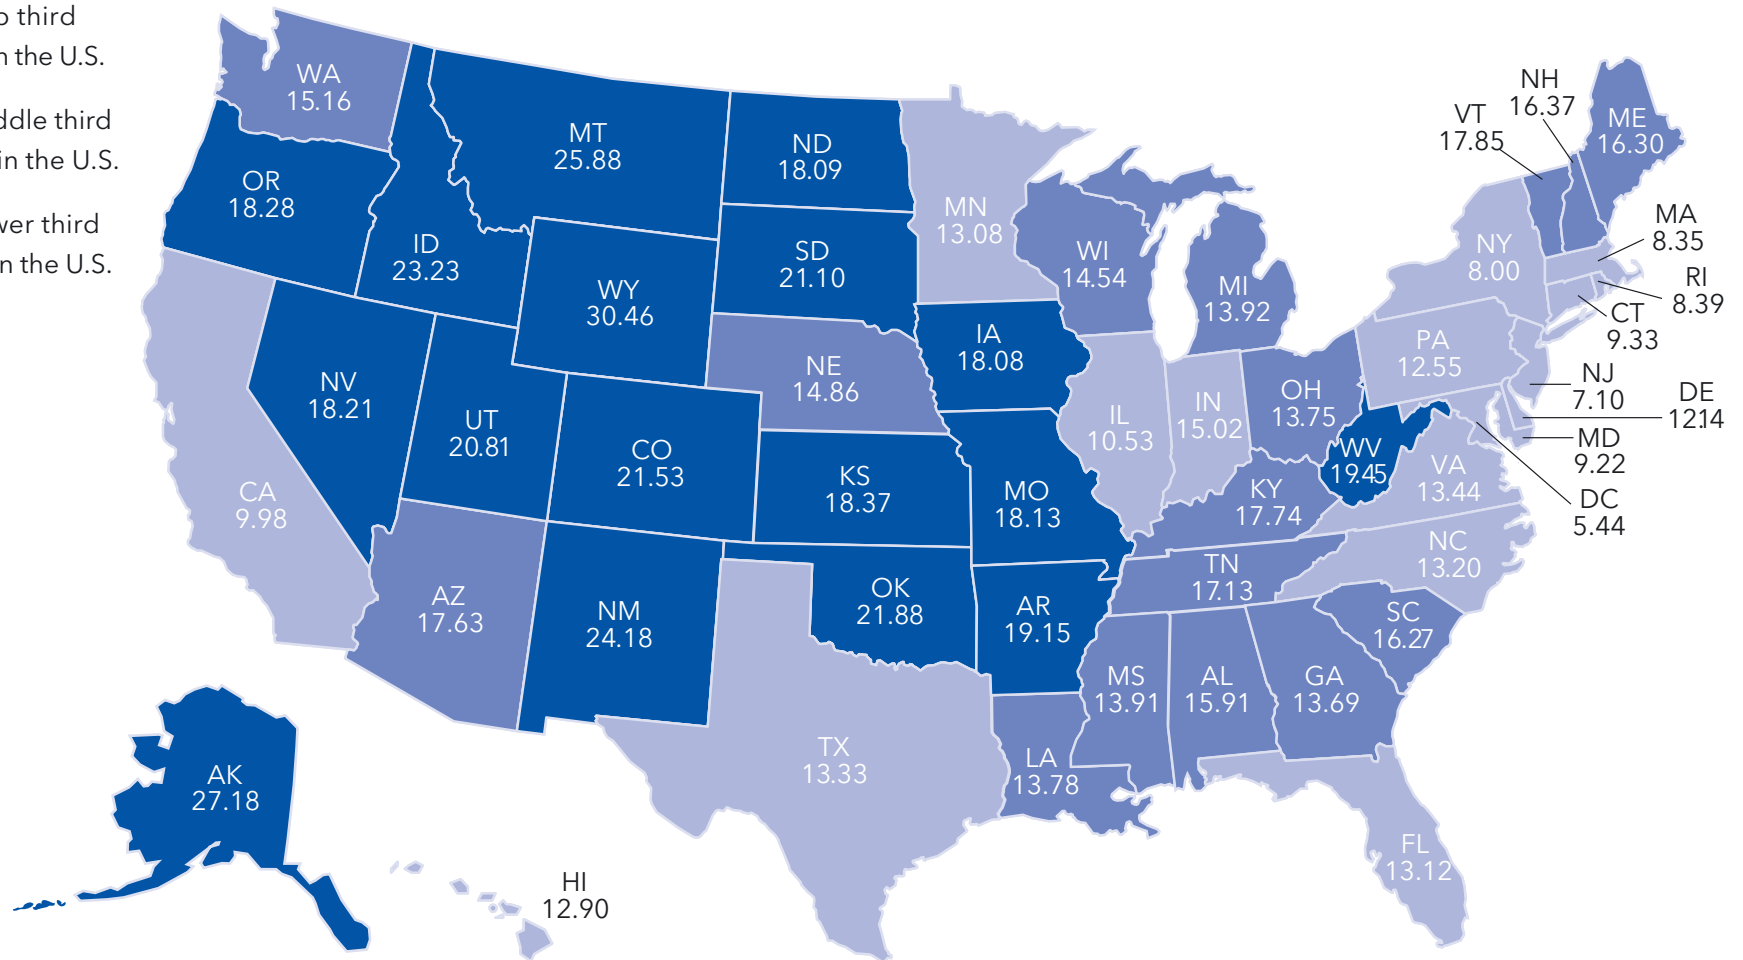 third
the U.S.
third
in the U.S.
third
the U.S.
WA
15.16
OR
18.28
ID
23.23
MT
25.88
ND
18.09
SD
21.10
WY
30.46
NE
14.86
NV
18.21
UT
20.81
CO
21.53
KS
18.37
CA
9.98
AZ
17.63
NM
24.18
OK
21.88
TX
13.33
MN
13.08
IA
18.08
MO
18.13
AR
19.15
LA
13.78
WI
14.54
MI
13.92
IL
10.53
IN
15.02
OH
13.75
KY
17.74
TN
17.13
MS
13.91
AL
15.91
GA
13.69
FL
13.12
SC
16.27
NC
13.20
VA
13.44
WV
19.45
PA
12.55
NY
8.00
VT
17.85
NH
16.37
ME
16.30
MA
8.35
RI
8.39
CT
9.33
NJ
7.10
DE
12.14
MD
9.22
DC
5.44
AK
27.18
HI
12.90